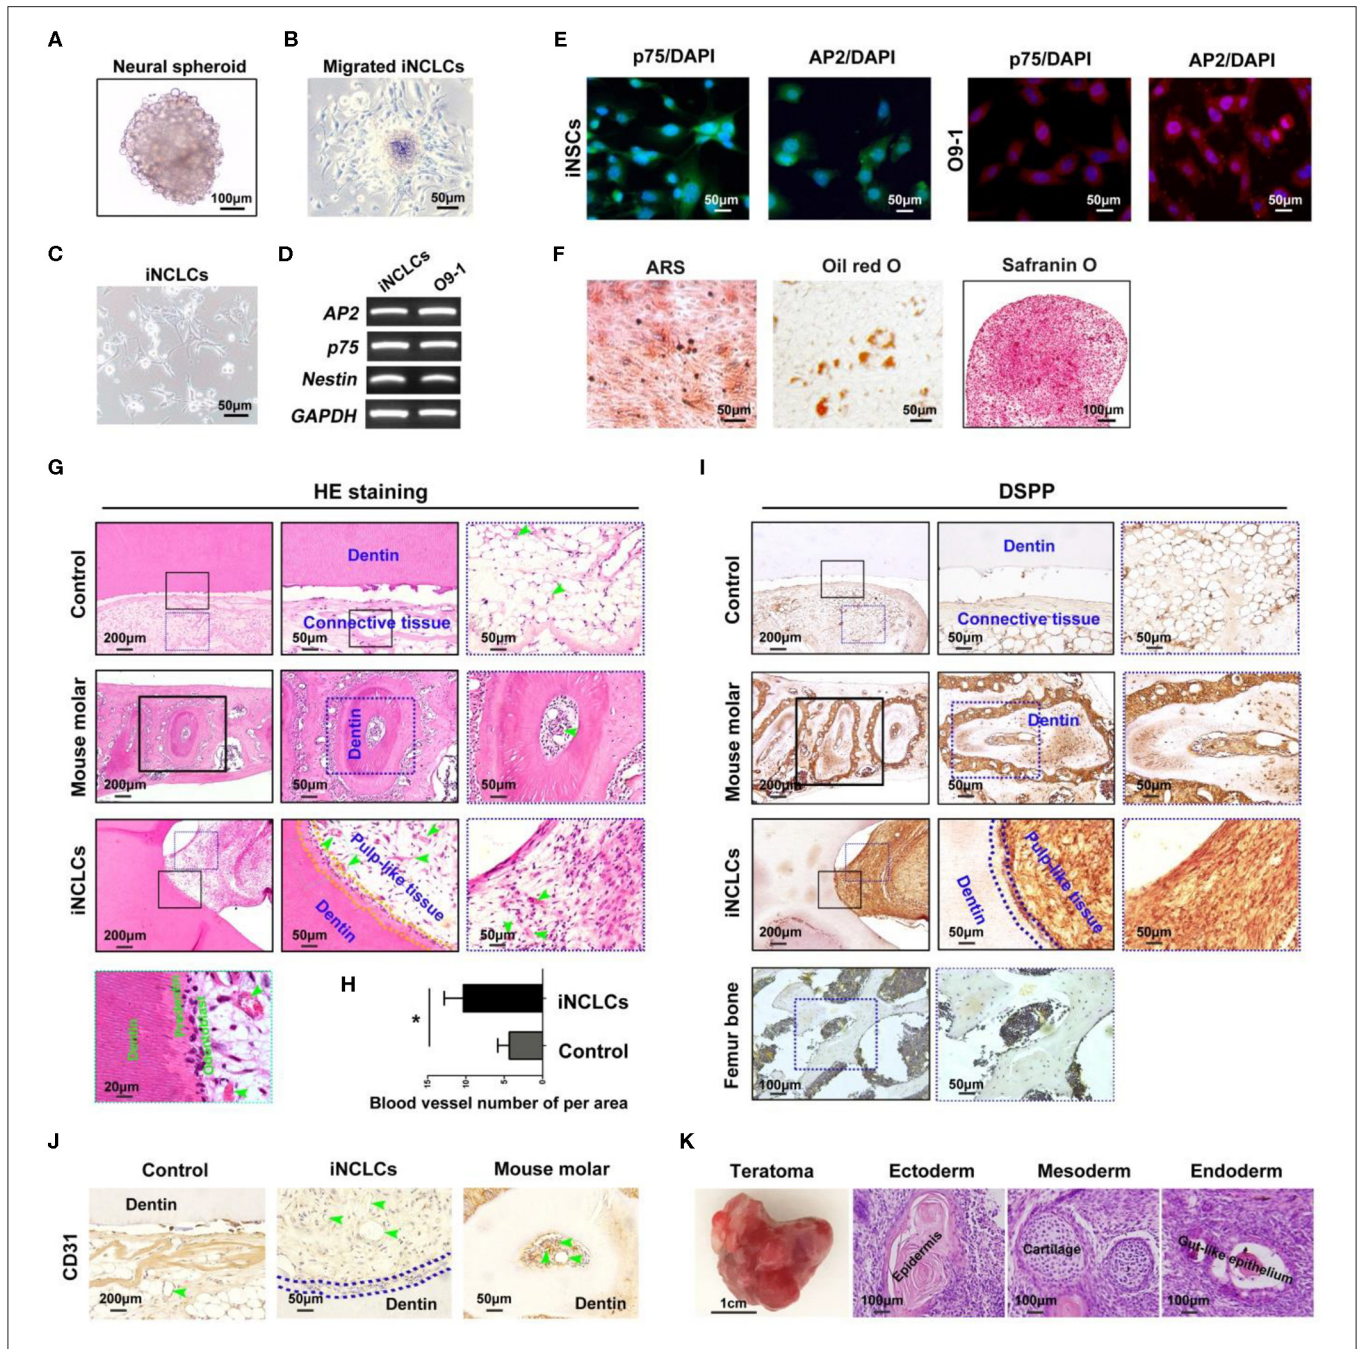 A
Neural spheroid
100µm
B
Migrated iNCLCs
50µm
C
iNCLCs
50µm
D
iNCLCs
O9-1
AP2
p75
Nestin
GAPDH
E
p75/DAPI
AP2/DAPI
p75/DAPI
AP2/DAPI
iNSCs
50µm
50µm
O9-1
50µm
50µm
F
ARS
Oil red O
Safranin O
50µm
50µm
100µm
G
HE staining
Control
200µm
Dentin
Connective tissue
50µm
50µm
Mouse molar
200µm
Dentin
50µm
50µm
iNCLCs
200µm
Pulp-like tissue
Dentin
50µm
50µm
Dentin
Predentin
Odontoblast
20µm
H
iNCLCs
Control
*
15
10
5
0
Blood vessel number of per area
I
DSPP
Control
200µm
Dentin
Connective tissue
50µm
50µm
Mouse molar
200µm
Dentin
50µm
50µm
iNCLCs
200µm
Pulp-like tissue
Dentin
50µm
50µm
Femur bone
100µm
50µm
J
Control
iNCLCs
Mouse molar
CD31
Dentin
200µm
Dentin
50µm
Dentin
50µm
K
Teratoma
Ectoderm
Mesoderm
Endoderm
1cm
Epidermis
100µm
Cartilage
100µm
Gut-like epithelium
100µm